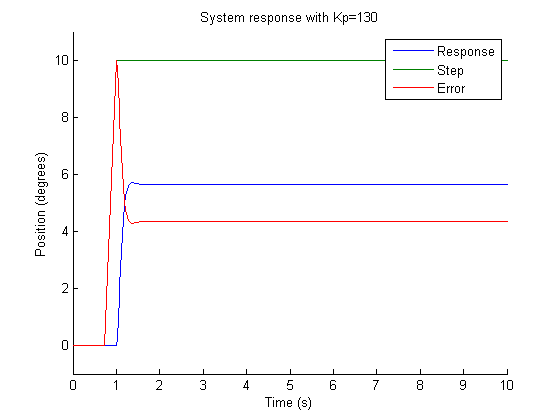 System response with Kp=130
Response
Step
Error
Position (degrees)
10
8
6
4
2
0
0 1 2 3 4 5 6 7 8 9 10
Time (s)